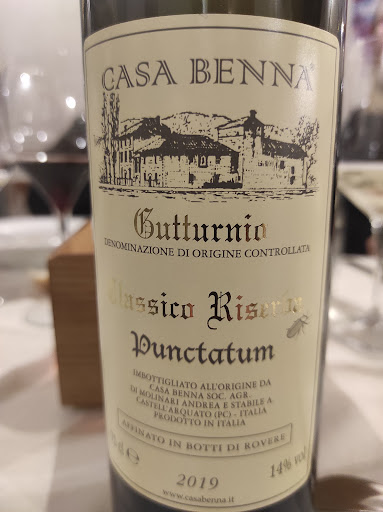 CASA BENNA
Gutturnio
DENOMINAZIONE DI ORIGINE CONTROLLATA
Classico Riserva
Punctatum
IMBOTTIGLIATO ALL'ORIGINE DA
CASA BENNA SOC. AGR.
DI MOLINARI ANDREA E STABILE A
CASTELL'ARQUATO (PC) - ITALIA
PRODOTTO IN ITALIA
AFFINATO IN BOTTI DI ROVERE
75 cl e
2019
14% vol
www.casabenna.it